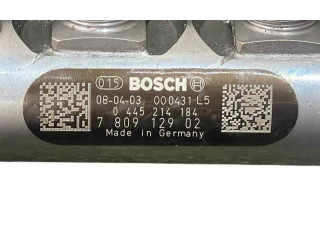 015 BOSCH
08-04-03 000431 L5
0 445 214 184
7 809 129 02
Made in Germany